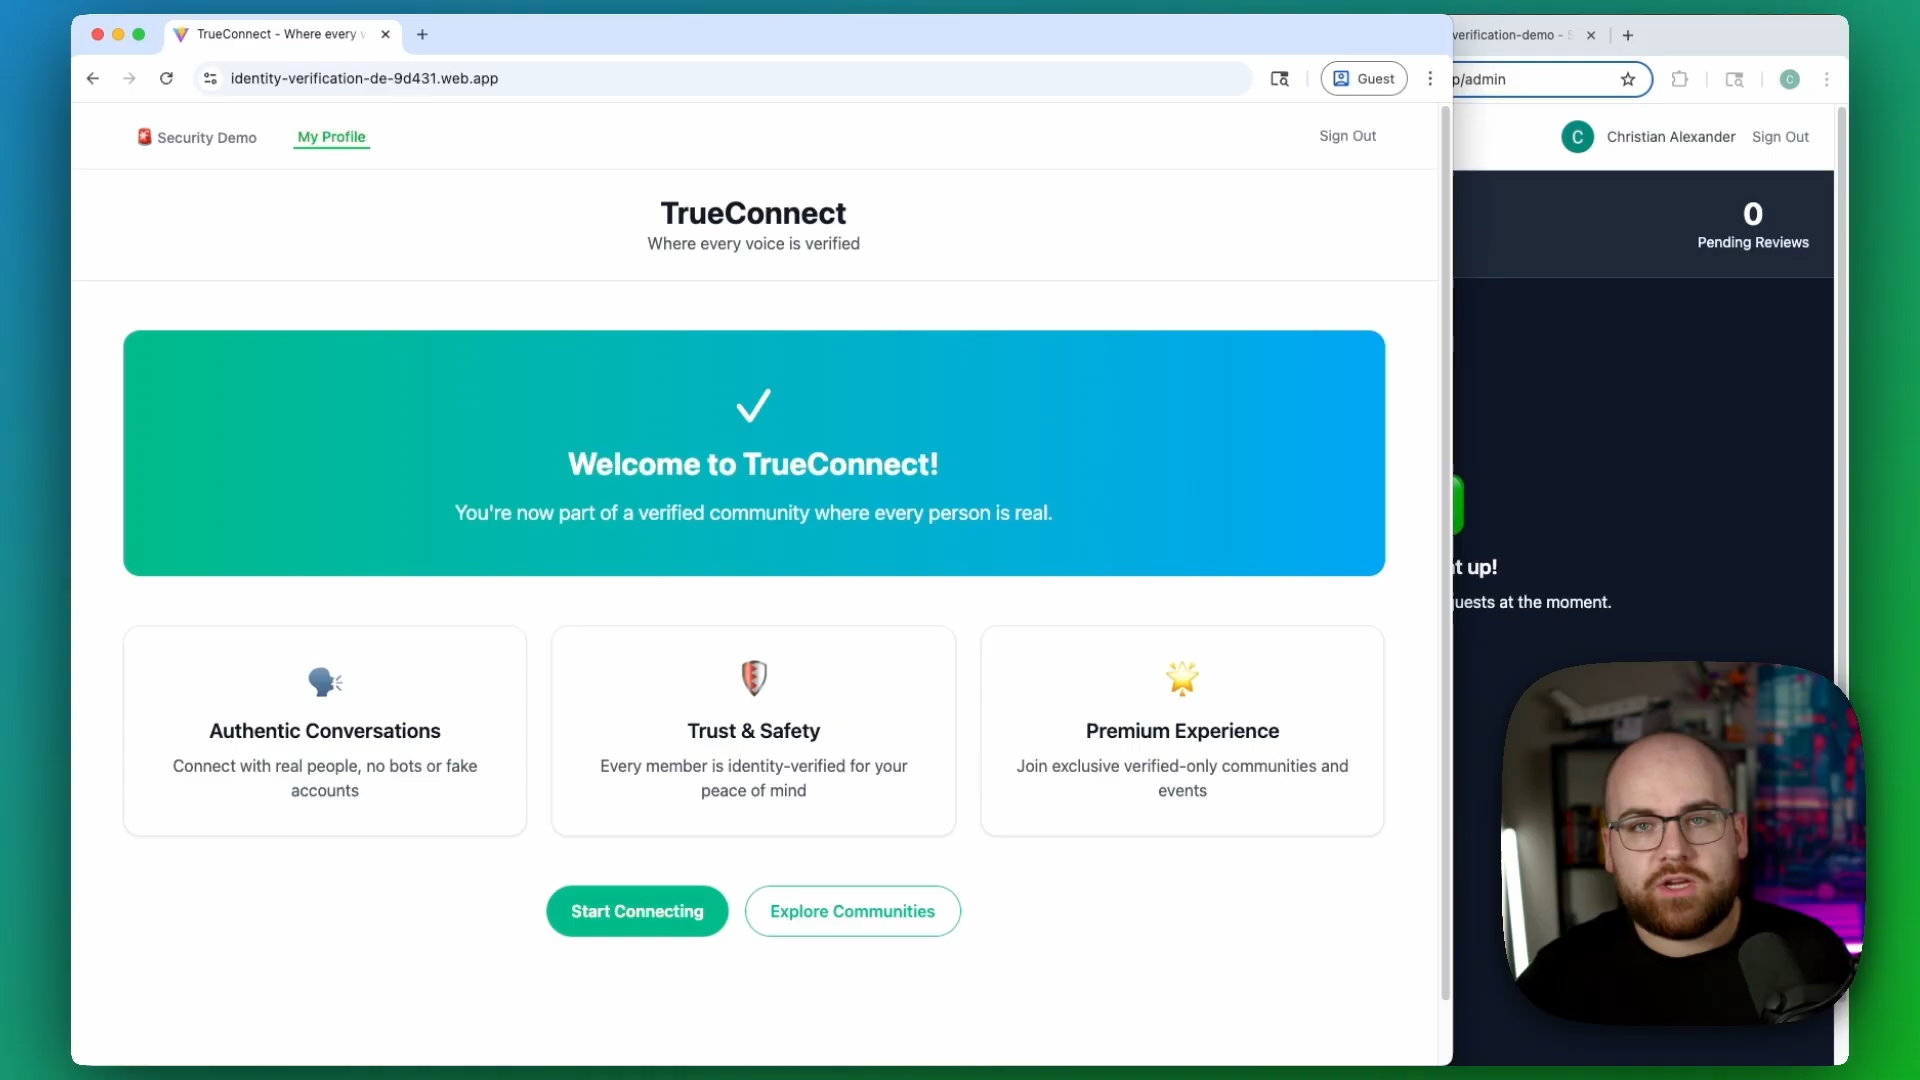 TrueConnect - Where every
identity-verification-de-9d431.web.app
Guest
Security Demo
My Profile
Sign Out
TrueConnect
Where every voice is verified
Welcome to TrueConnect!
You're now part of a verified community where every person is real.
Authentic Conversations
Connect with real people, no bots or fake
accounts
Trust & Safety
Every member is identity-verified for your
peace of mind
Premium Experience
Join exclusive verified-only communities and
events
Start Connecting
Explore Communities
verification-demo -
/admin
C
C
Christian Alexander
Sign Out
0
Pending Reviews
up!
at the moment.